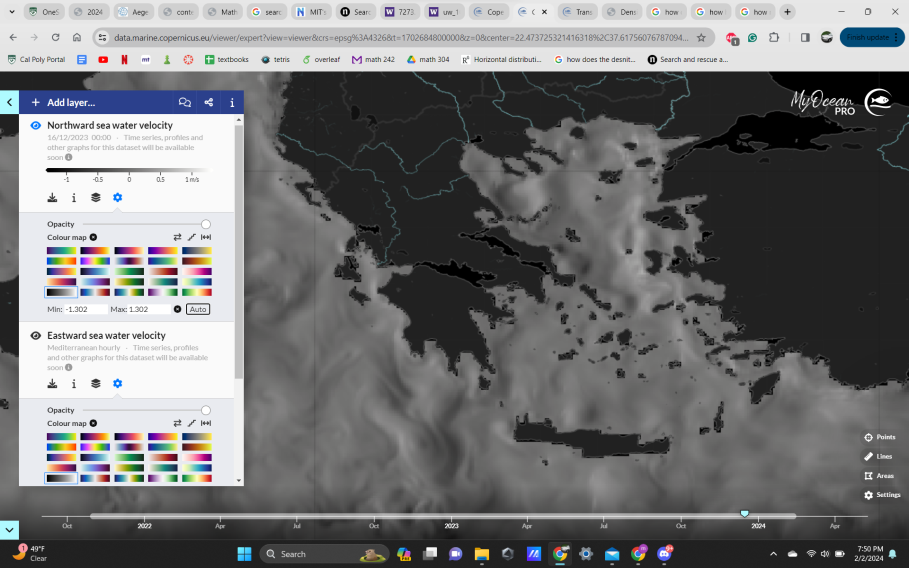 2024
OneS
Aege
cont
Math
searc
MIT's
Searc
7273
uw_1
Cope
C
Trans
Dens
how
how
how
data.marine.copernicus.eu/viewer/expert?view=viewer&crs=epsg%3A4326&t=1702684800000&z=0&center=22.473725321416318%2C37.61756076787094...
1
Finish update
Cal Poly Portal
textbooks
tetris
overleaf
math 242
math 304
Horizontal distributi...
how does the desnit...
Search and rescue a...
+ Add layer...
MyOcean
PRO
Northward sea water velocity
16/12/2023 00:00 - Time series, profiles and
other graphs for this dataset will be available
soon
-1 -0.5 0 0.5 1 m/s
Opacity
Colour map
Min: -1.302 Max: 1.302 Auto
Eastward sea water velocity
Mediterranean hourly - Time series, profiles
and other graphs for this dataset will be available
soon
Opacity
Colour map
Points
Lines
Areas
Settings
Oct 2022 Apr Jul Oct 2023 Apr Jul Oct 2024 Apr
1
49°F
Clear
Search
7:50 PM
2/2/2024